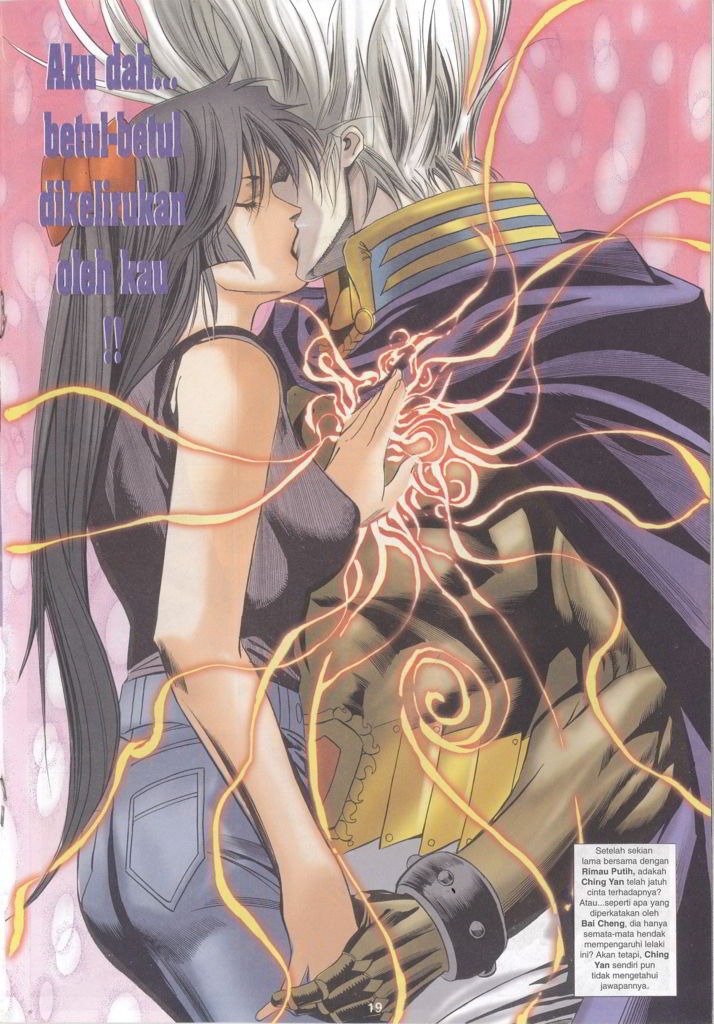 Aku dah...
betul-betul
dikelirukan
oleh kau
!!
Setelah sekian
lama bersama dengan
Rimau Putih, adakah
Ching Yan telah jatuh
cinta terhadapnya?
Atau...seperti apa yang
diperkatakan oleh
Bai Cheng, dia hanya
semata-mata hendak
mempengaruhi lelaki
ini? Akan tetapi, Ching
Yan sendiri pun
tidak mengetahui
jawapannya.
19